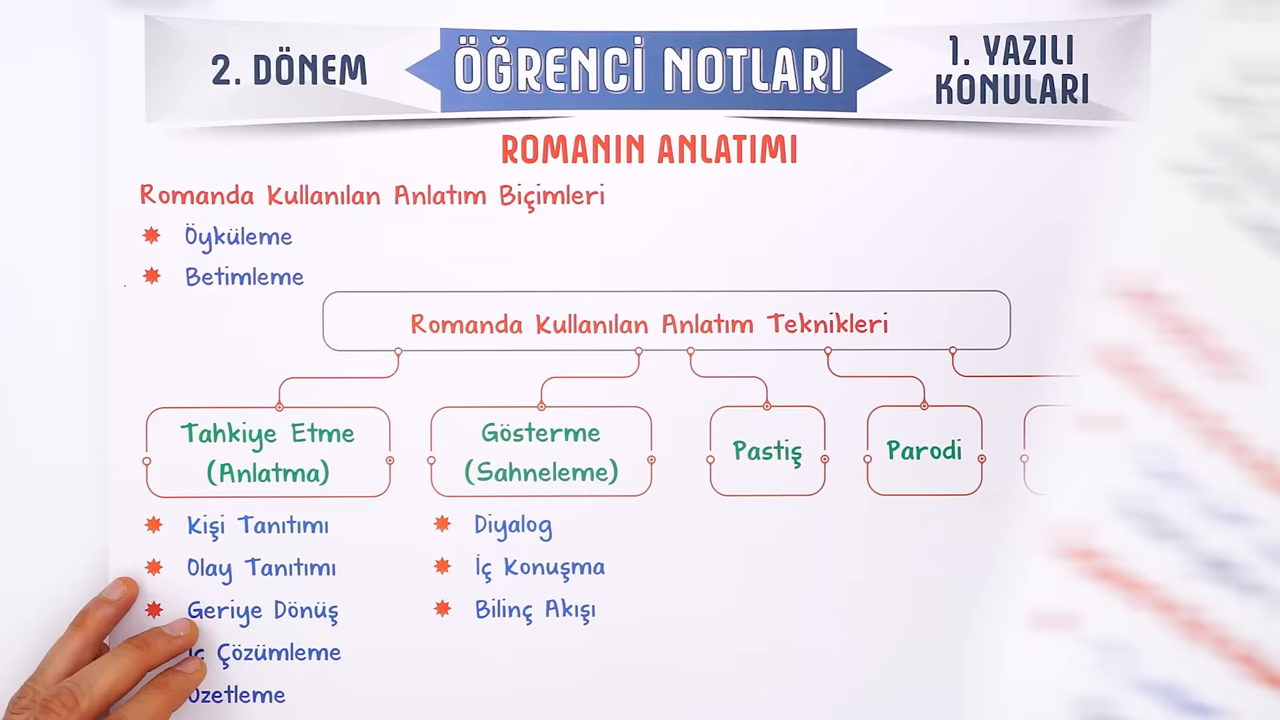 2. DÖNEM
ÖĞRENCİ NOTLARI
1. YAZILI
KONULARI
ROMANIN ANLATIMI
Romanda Kullanılan Anlatım Biçimleri
Öyküleme
Betimleme
Romanda Kullanılan Anlatım Teknikleri
Tahkiye Etme
(Anlatma)
Kişi Tanıtımı
Olay Tanıtımı
Geriye Dönüş
İç Çözümleme
Özetleme
Gösterme
(Sahneleme)
Diyalog
İç Konuşma
Bilinç Akışı
Pastiş
Parodi